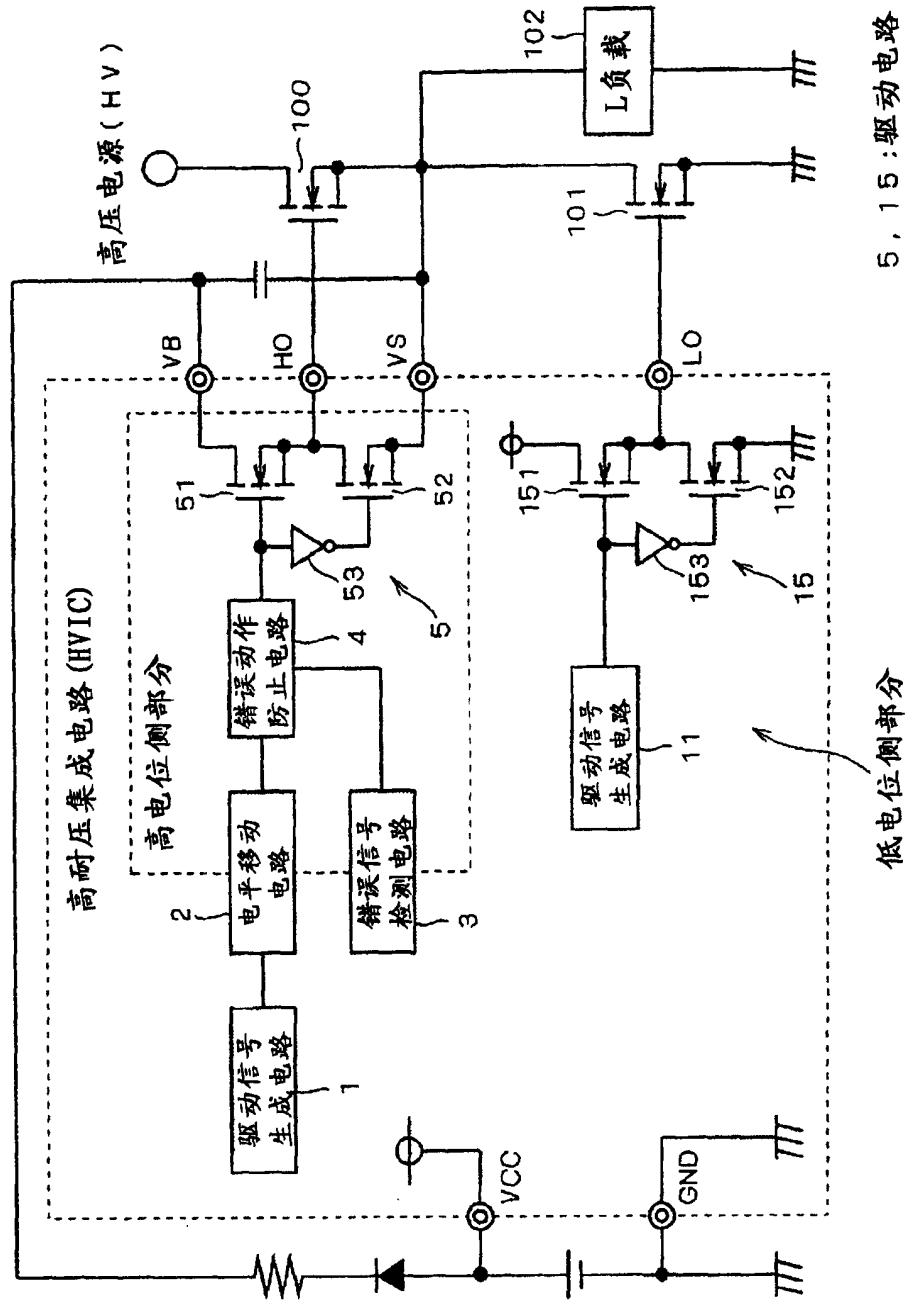 高耐压集成电路(HVIC)
高电位侧部分
高压电源(HV)
驱动信号
生成电路
1
电平移动
电路
2
错误信号
检测电路
3
错误动作
防止电路
4
5
51
52
53
VB
HO
VS
100
101
102
L负载
VCC
GND
驱动信号
生成电路
11
151
152
153
15
LO
低电位侧部分
5，15:驱动电路